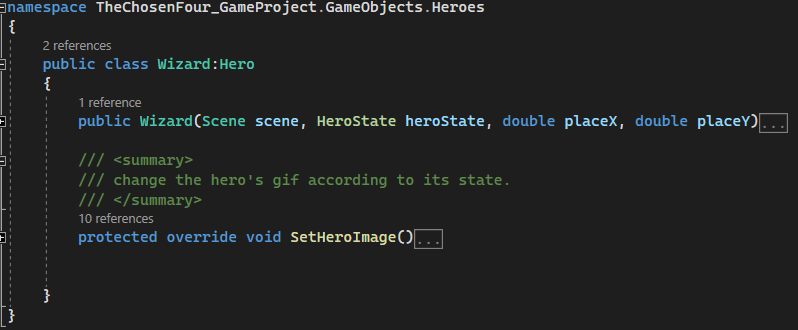 namespace TheChosenFour_GameProject.GameObjects.Heroes
{
2 references
public class Wizard:Hero
{
1 reference
public Wizard(Scene scene, HeroState heroState, double placeX, double placeY)...
/// <summary>
/// change the hero's gif according to its state.
/// </summary>
10 references
protected override void SetHeroImage()...
}
}